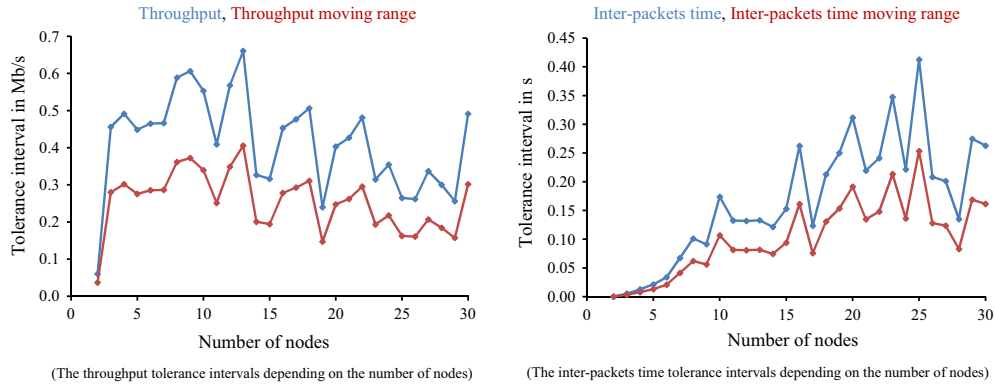 Throughput, Throughput moving range
Tolerance interval in Mb/s
0.7
0.6
0.5
0.4
0.3
0.2
0.1
0.0
0 5 10 15 20 25 30
Number of nodes
(The throughput tolerance intervals depending on the number of nodes)
Inter-packets time, Inter-packets time moving range
Tolerance interval in s
0.45
0.40
0.35
0.30
0.25
0.20
0.15
0.10
0.05
0.00
0 5 10 15 20 25 30
Number of nodes
(The inter-packets time tolerance intervals depending on the number of nodes)